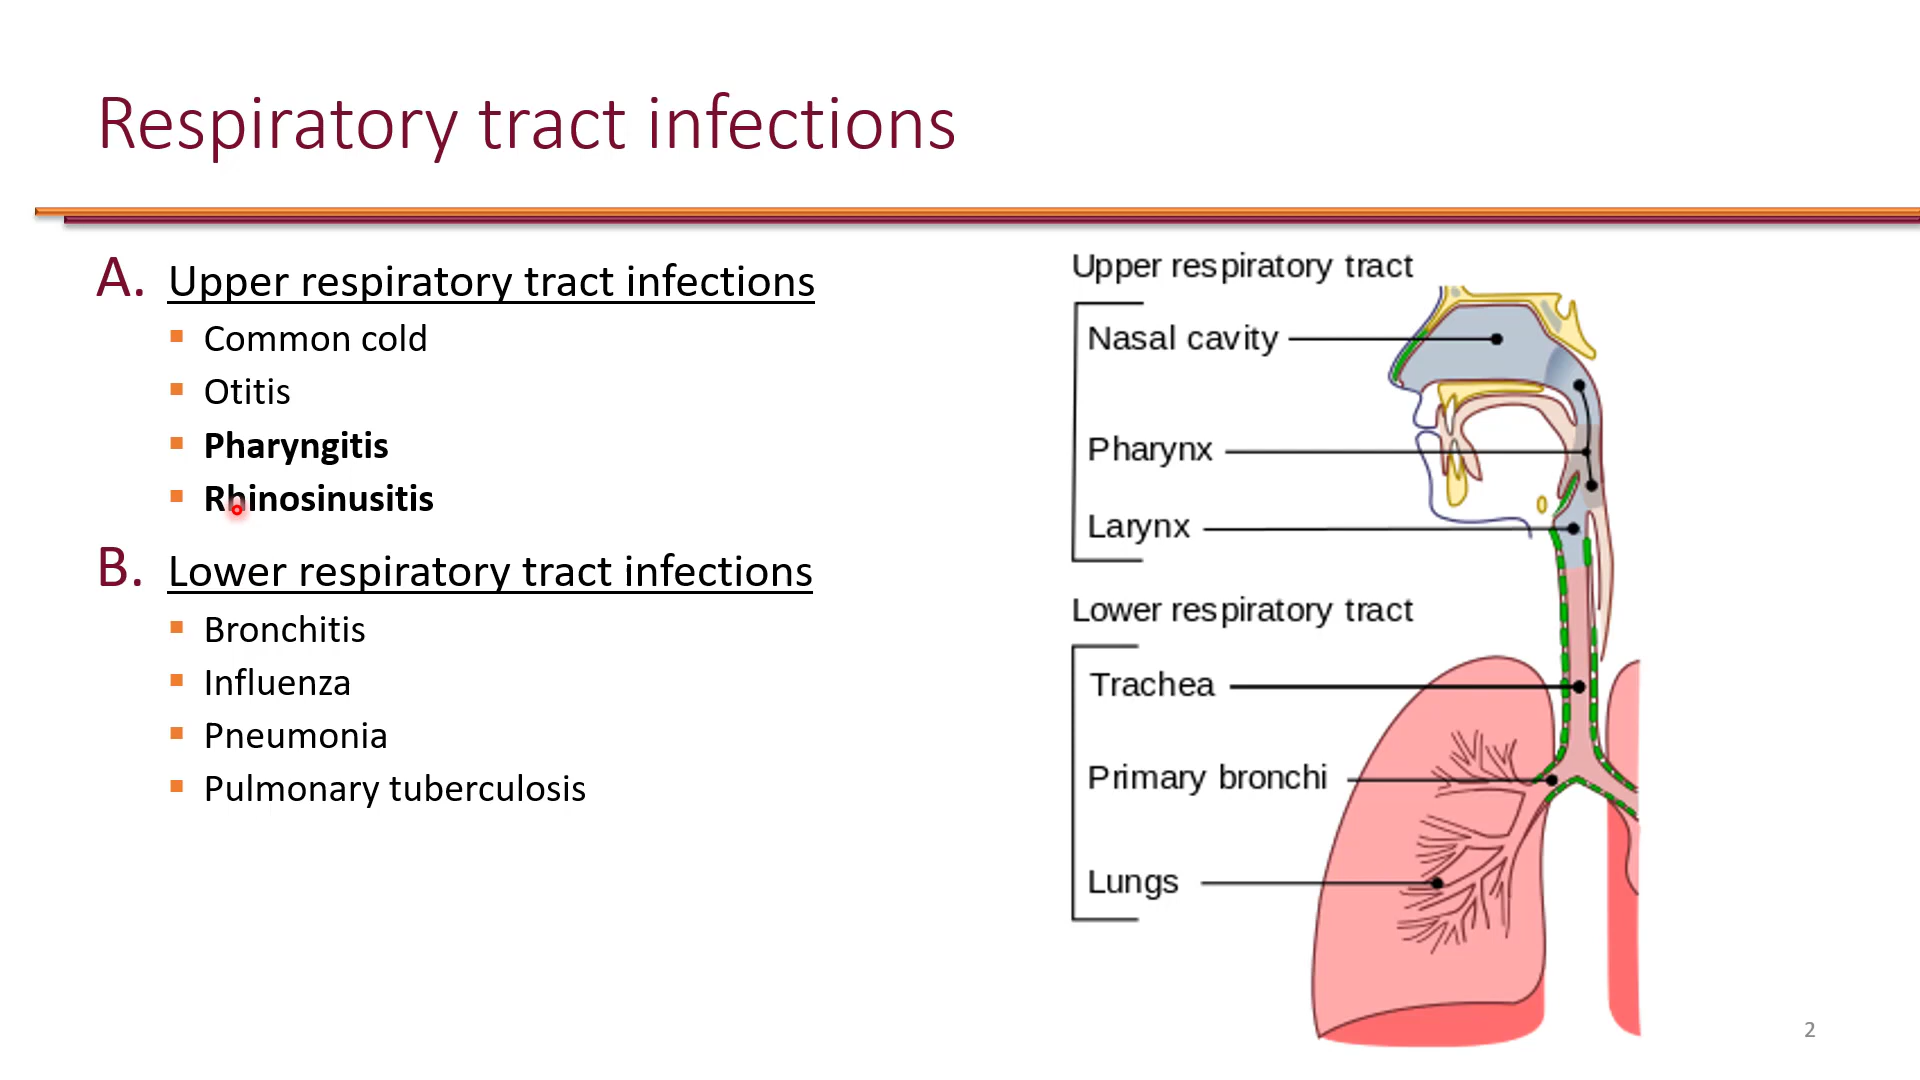 Respiratory tract infections
A. Upper respiratory tract infections
Common cold
Otitis
Pharyngitis
Rhinosinusitis
B. Lower respiratory tract infections
Bronchitis
Influenza
Pneumonia
Pulmonary tuberculosis
Upper respiratory tract
Nasal cavity
Pharynx
Larynx
Lower respiratory tract
Trachea
Primary bronchi
Lungs
2